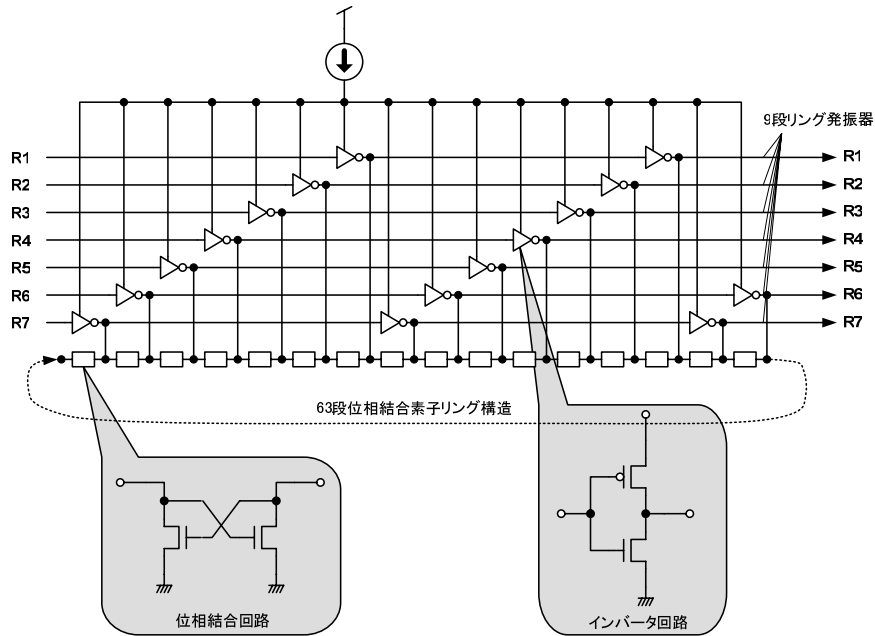 9段リング発振器
R1 R1
R2 R2
R3 R3
R4 R4
R5 R5
R6 R6
R7 R7
63段位相結合素子リング構造
位相結合回路
インバータ回路